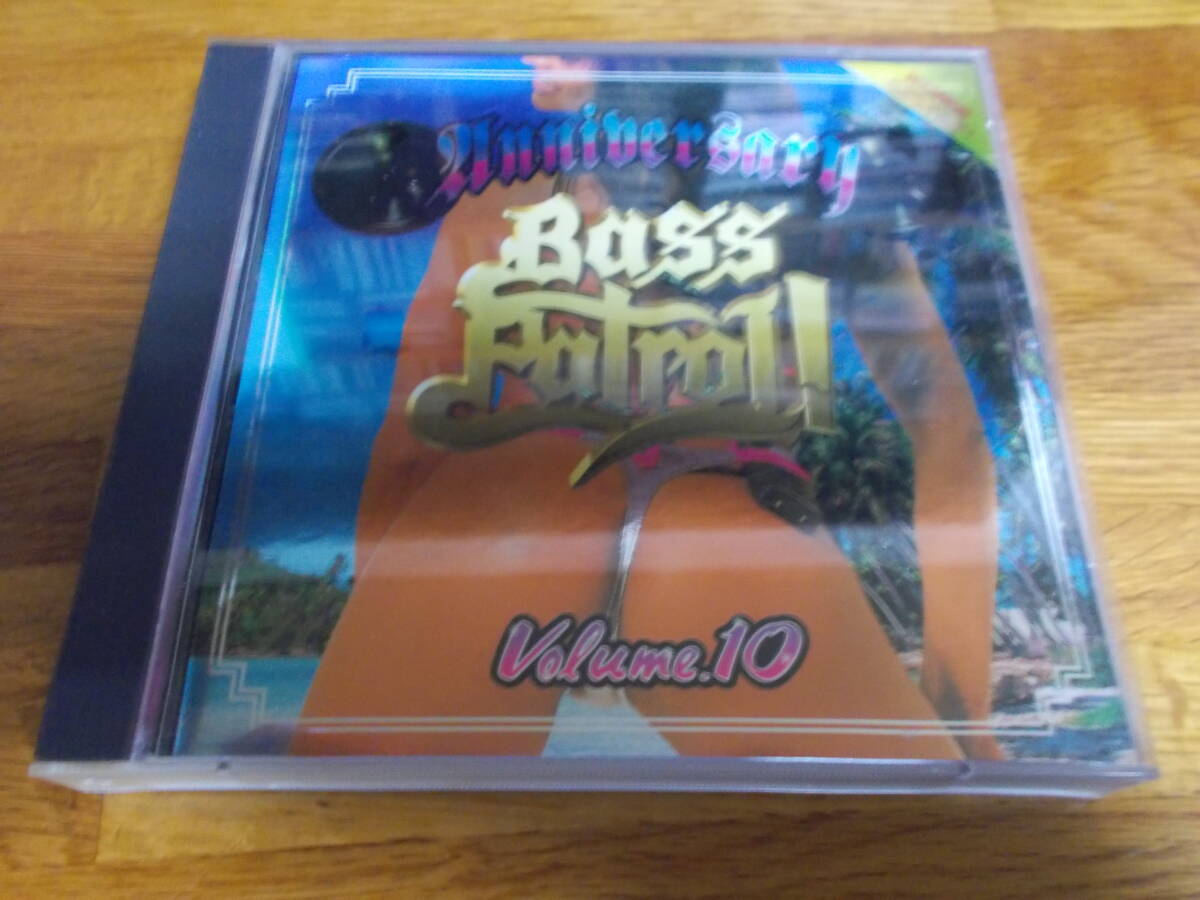 Anniversary
Bass
Patrol!
Volume.10